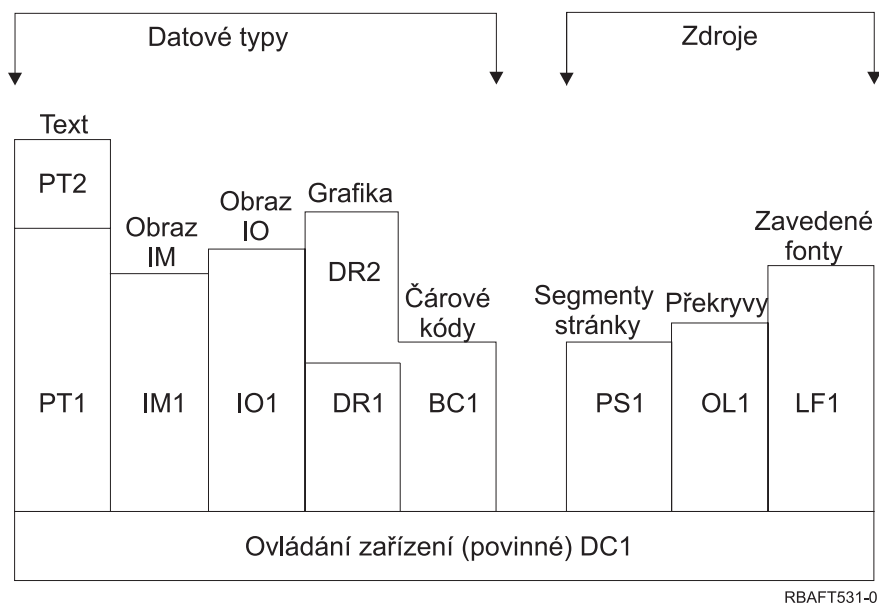 Datové typy
Zdroje
Text
PT2
PT1
Obraz
IM
IM1
Obraz
IO
IO1
Grafika
DR2
DR1
Čárové
kódy
BC1
Segmenty
stránky
PS1
Překryvy
OL1
Zavedené
fonty
LF1
Ovládání zařízení (povinné) DC1
RBAFT531-0